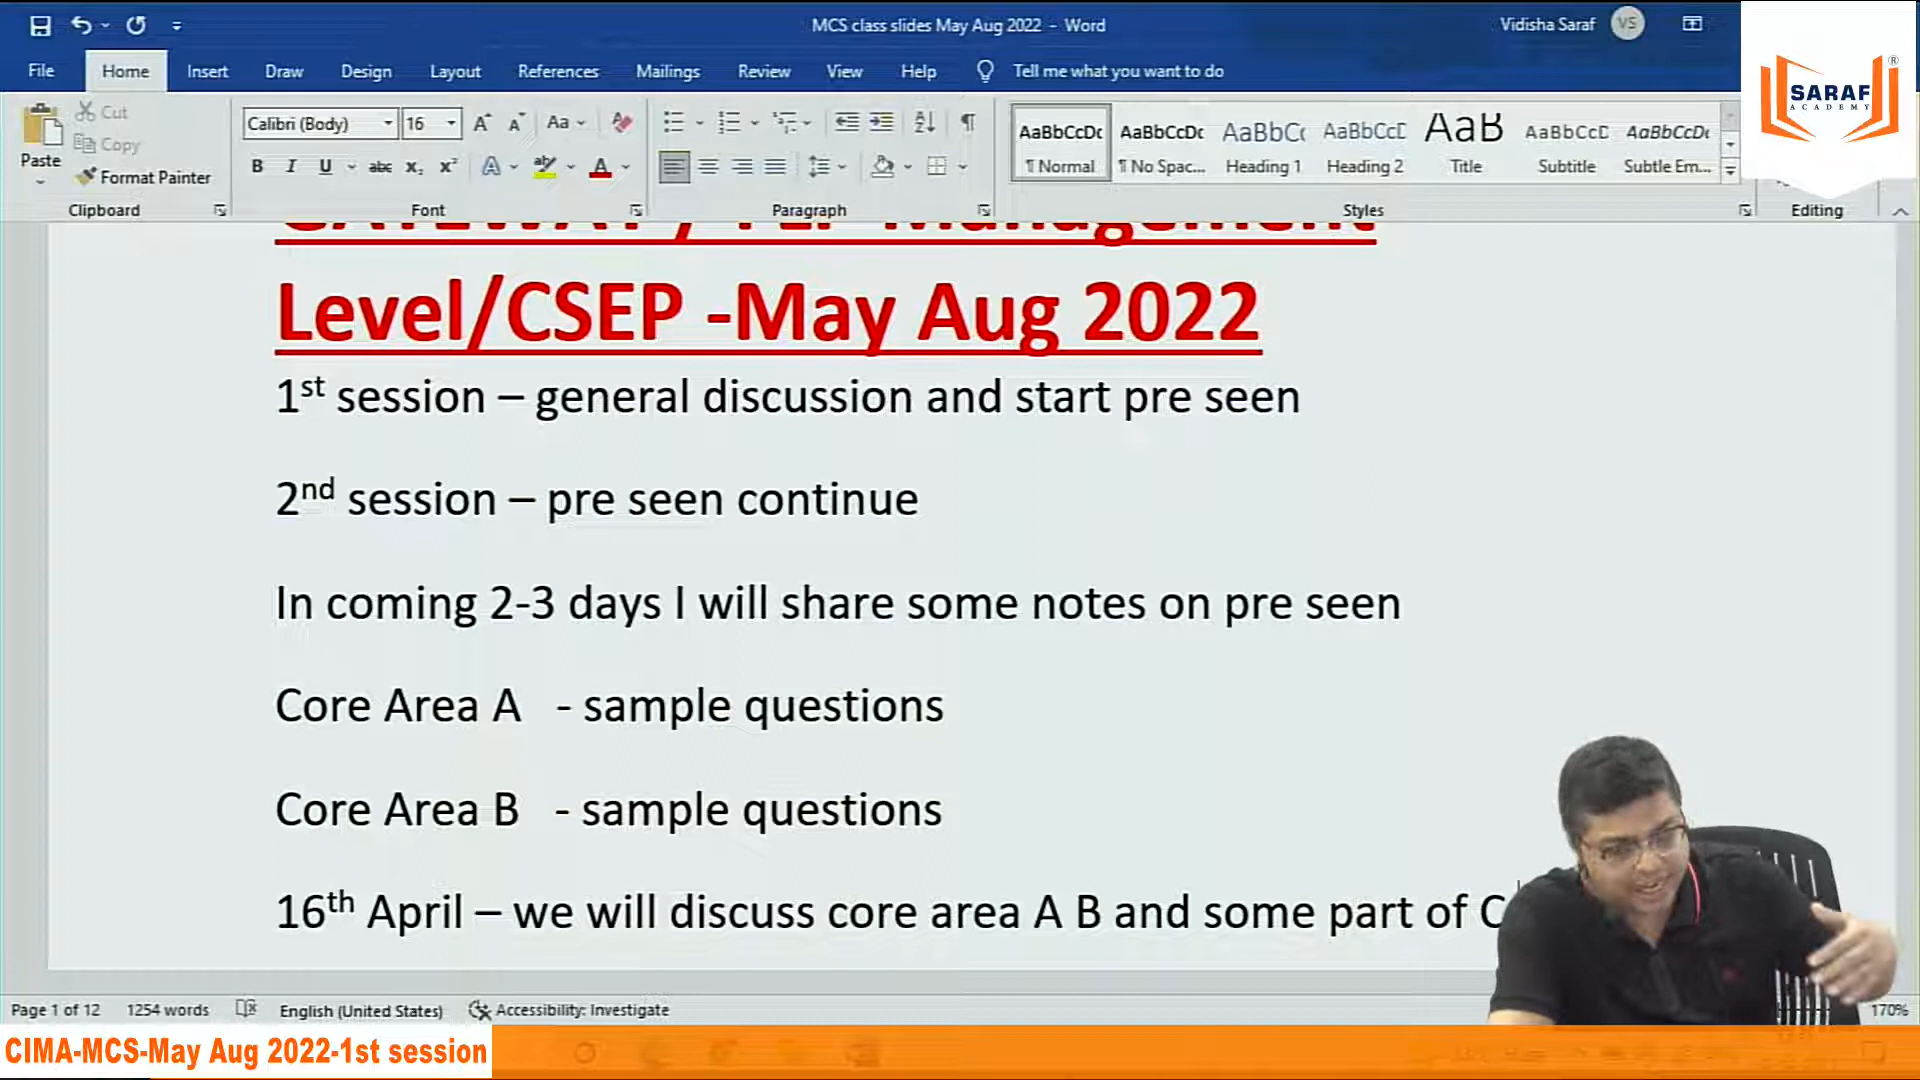 MCS class slides May Aug 2022 - Word
Vidisha Saraf
VS
File Home Insert Draw Design Layout References Mailings Review View Help Tell me what you want to do
SARAF
ACADEMY
®
Paste
Cut
Copy
Format Painter
Clipboard
Calibri (Body) 16
Font
Paragraph
AaBbCcDc AaBbCcDc AaBbCc AaBbCcD AaB AaBbCcD AaBbCcDc
¶ Normal ¶ No Spac... Heading 1 Heading 2 Title Subtitle Subtle Em...
Styles
Editing
Management
Level/CSEP -May Aug 2022
1st session – general discussion and start pre seen
2nd session – pre seen continue
In coming 2-3 days I will share some notes on pre seen
Core Area A - sample questions
Core Area B - sample questions
16th April – we will discuss core area A B and some part of C
Page 1 of 12 1254 words English (United States) Accessibility: Investigate 170%
CIMA-MCS-May Aug 2022-1st session